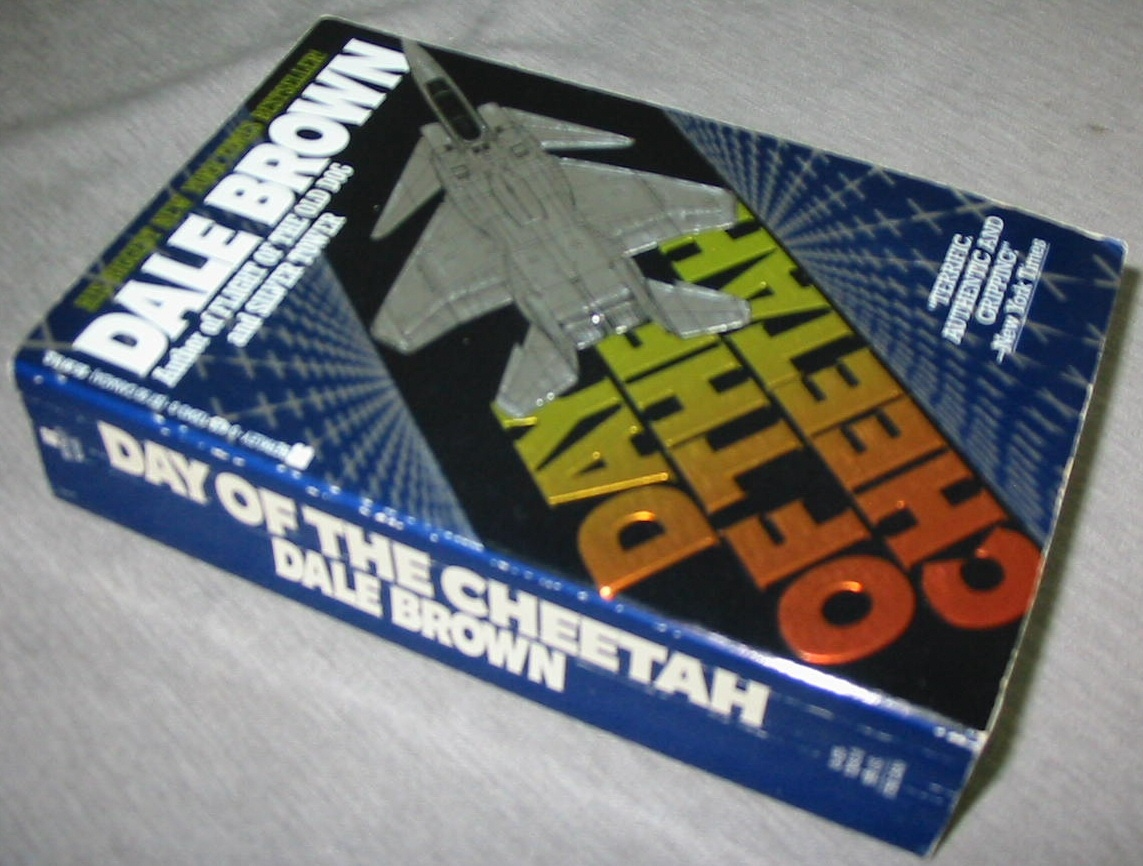 HIS BIGGEST NEW YORK TIMES BESTSELLER!
DALE BROWN
Author of FLIGHT OF THE OLD DOG
and SILVER TOWER
DAY
OF THE
CHEETAH
"TERRIFIC.
AUTHENTIC AND
GRIPPING!"
—New York Times
BERKLEY
DAY OF THE CHEETAH
DALE BROWN